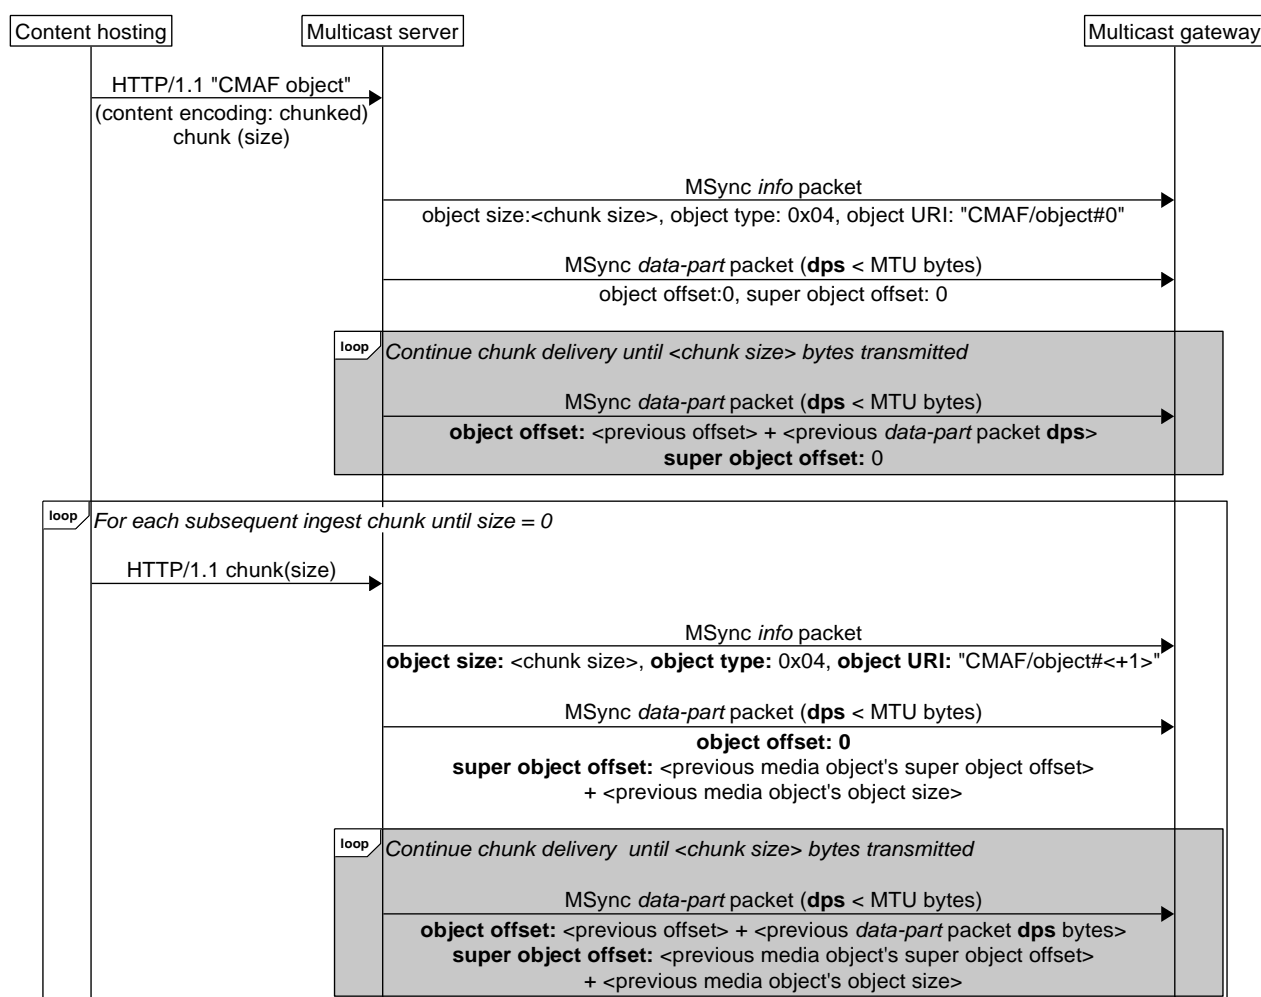 Content hosting
Multicast server
Multicast gateway
HTTP/1.1 "CMAF object"
(content encoding: chunked)
chunk (size)
MSync info packet
object size:<chunk size>, object type: 0x04, object URI: "CMAF/object#0"
MSync data-part packet (dps < MTU bytes)
object offset:0, super object offset: 0
loop
Continue chunk delivery until <chunk size> bytes transmitted
MSync data-part packet (dps < MTU bytes)
object offset: <previous offset> + <previous data-part packet dps>
super object offset: 0
loop
For each subsequent ingest chunk until size = 0
HTTP/1.1 chunk(size)
MSync info packet
object size: <chunk size>, object type: 0x04, object URI: "CMAF/object#<+1>"
MSync data-part packet (dps < MTU bytes)
object offset: 0
super object offset: <previous media object's super object offset>
+ <previous media object's object size>
loop
Continue chunk delivery  until <chunk size> bytes transmitted
MSync data-part packet (dps < MTU bytes)
object offset: <previous offset> + <previous data-part packet dps bytes>
super object offset: <previous media object's super object offset>
+ <previous media object's object size>